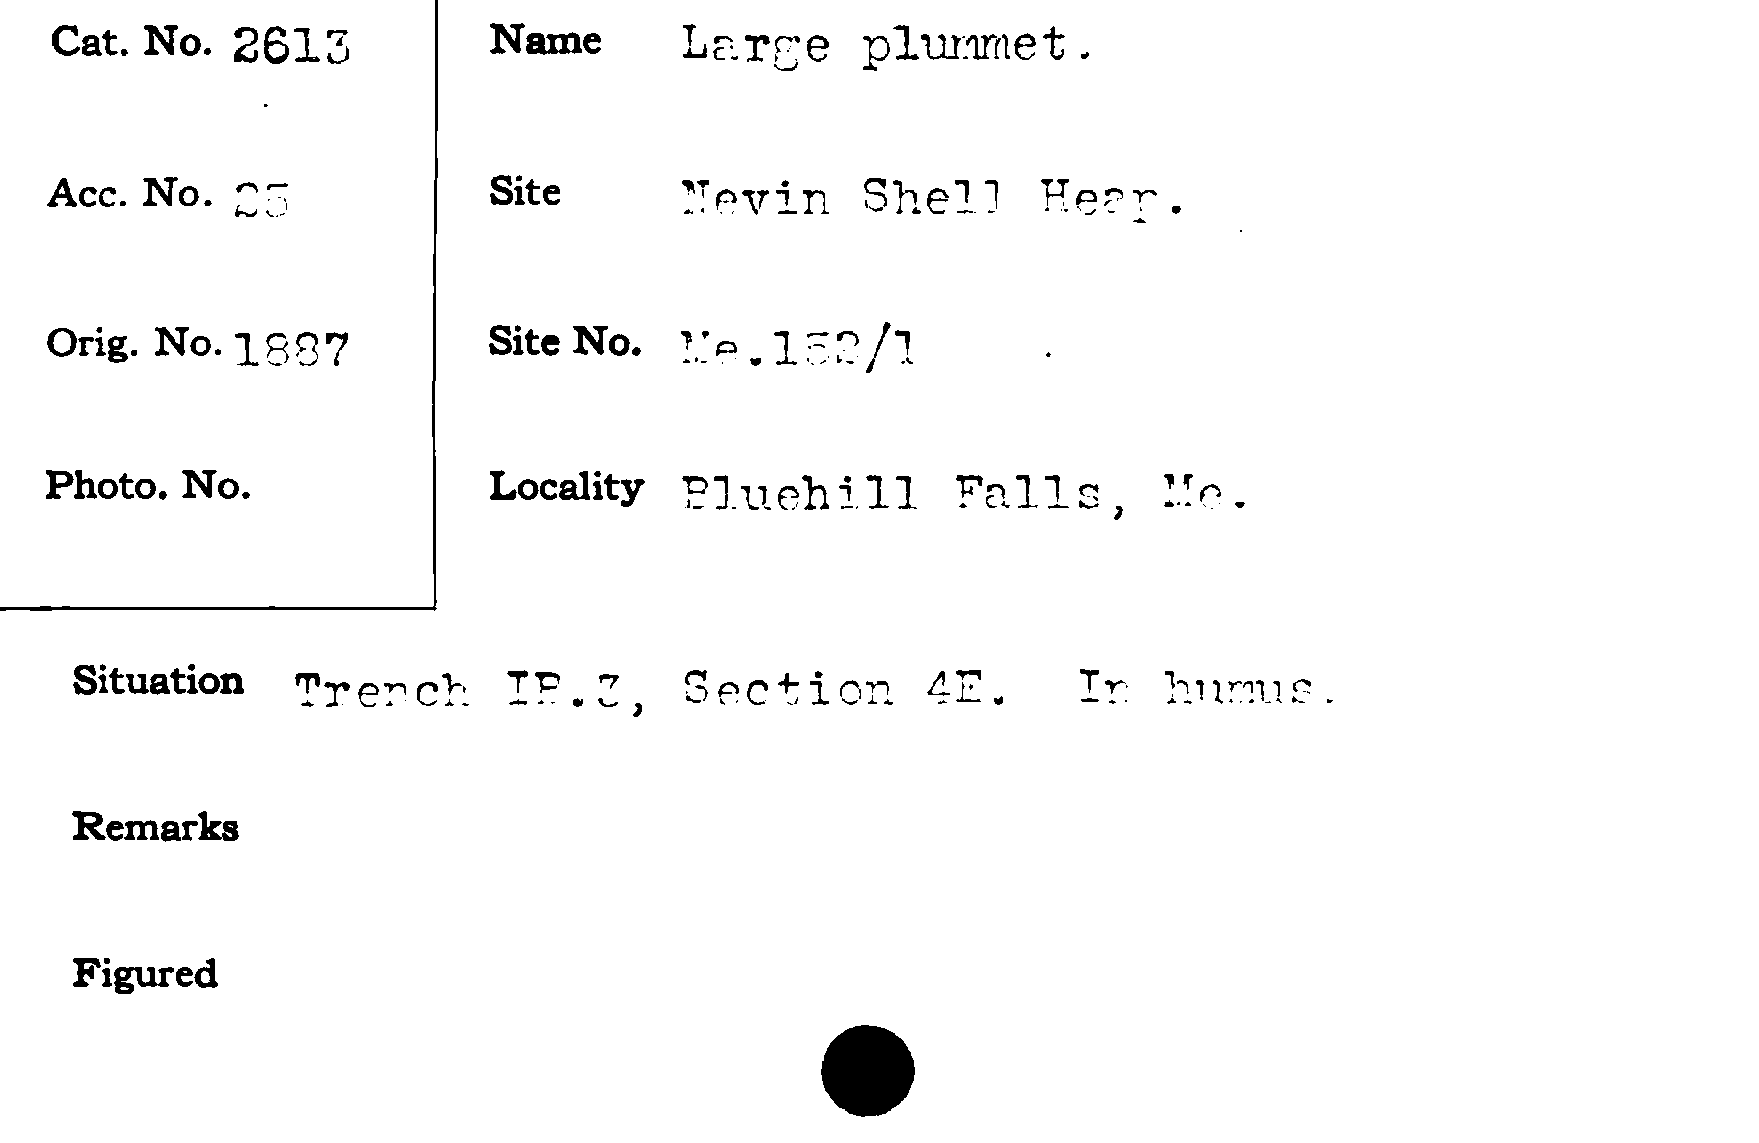 Cat. No. 2613
Name Large plummet.
Acc. No. 25
Site Nevin Shell Heap.
Orig. No. 1887
Site No. Me.152/1
Photo. No.
Locality Bluehill Falls, Me.
Situation Trench IB.3, Section 4E. In humus.
Remarks
Figured